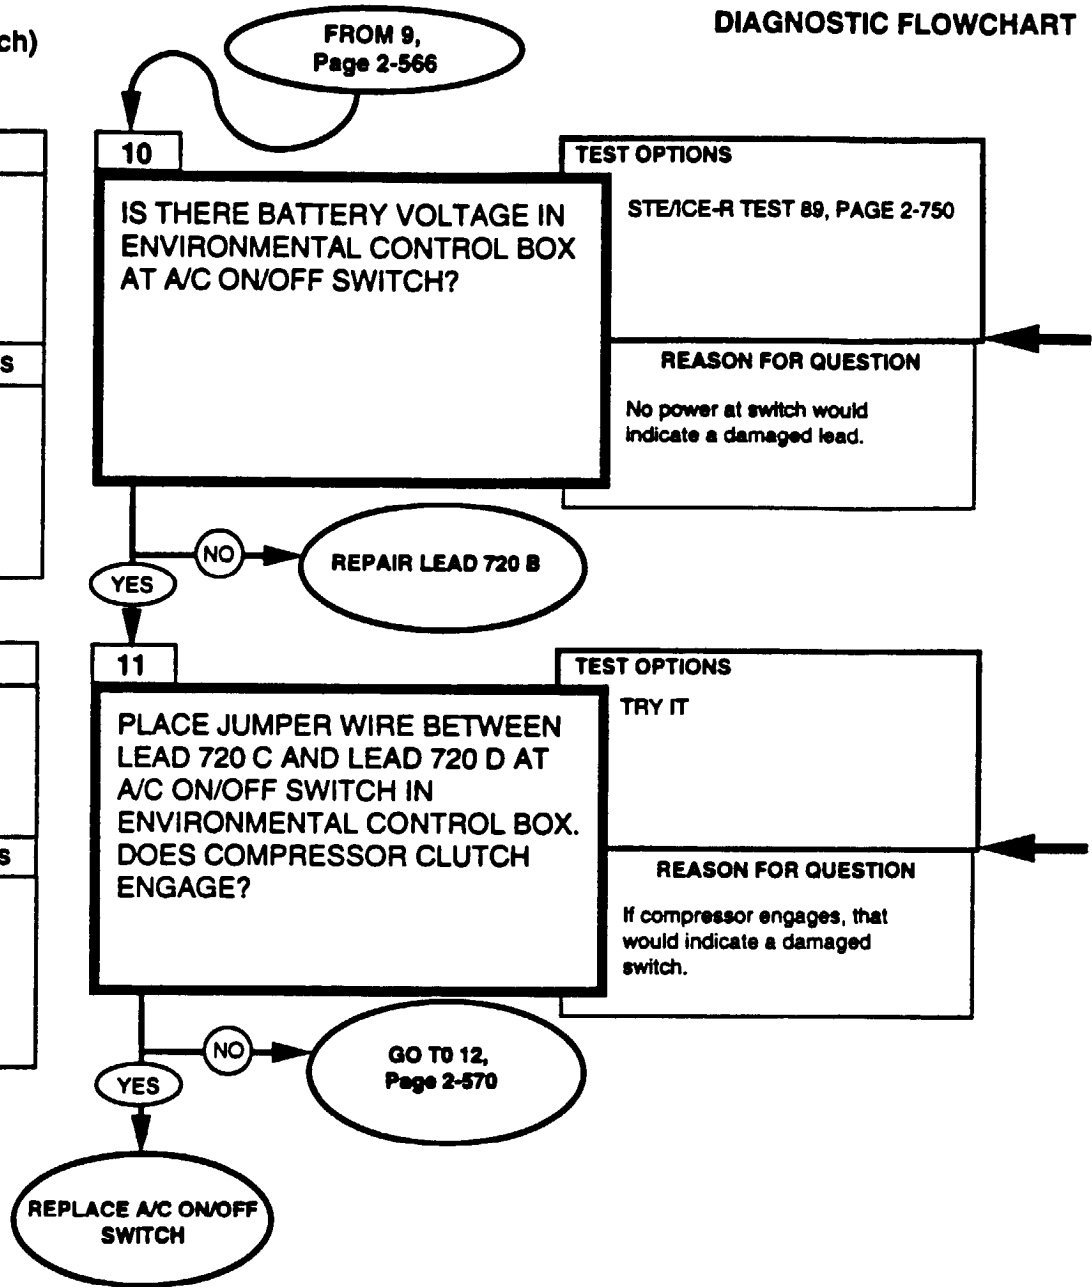 ch)
DIAGNOSTIC FLOWCHART
FROM 9,
Page 2-566
10
IS THERE BATTERY VOLTAGE IN
ENVIRONMENTAL CONTROL BOX
AT A/C ON/OFF SWITCH?
TEST OPTIONS
STE/ICE-R TEST 89, PAGE 2-750
S
REASON FOR QUESTION
No power at switch would
indicate a damaged lead.
NO
REPAIR LEAD 720 B
YES
11
PLACE JUMPER WIRE BETWEEN
LEAD 720 C AND LEAD 720 D AT
A/C ON/OFF SWITCH IN
ENVIRONMENTAL CONTROL BOX.
DOES COMPRESSOR CLUTCH
ENGAGE?
TEST OPTIONS
TRY IT
S
REASON FOR QUESTION
If compressor engages, that
would indicate a damaged
switch.
NO
GO TO 12,
Page 2-570
YES
REPLACE A/C ON/OFF
SWITCH